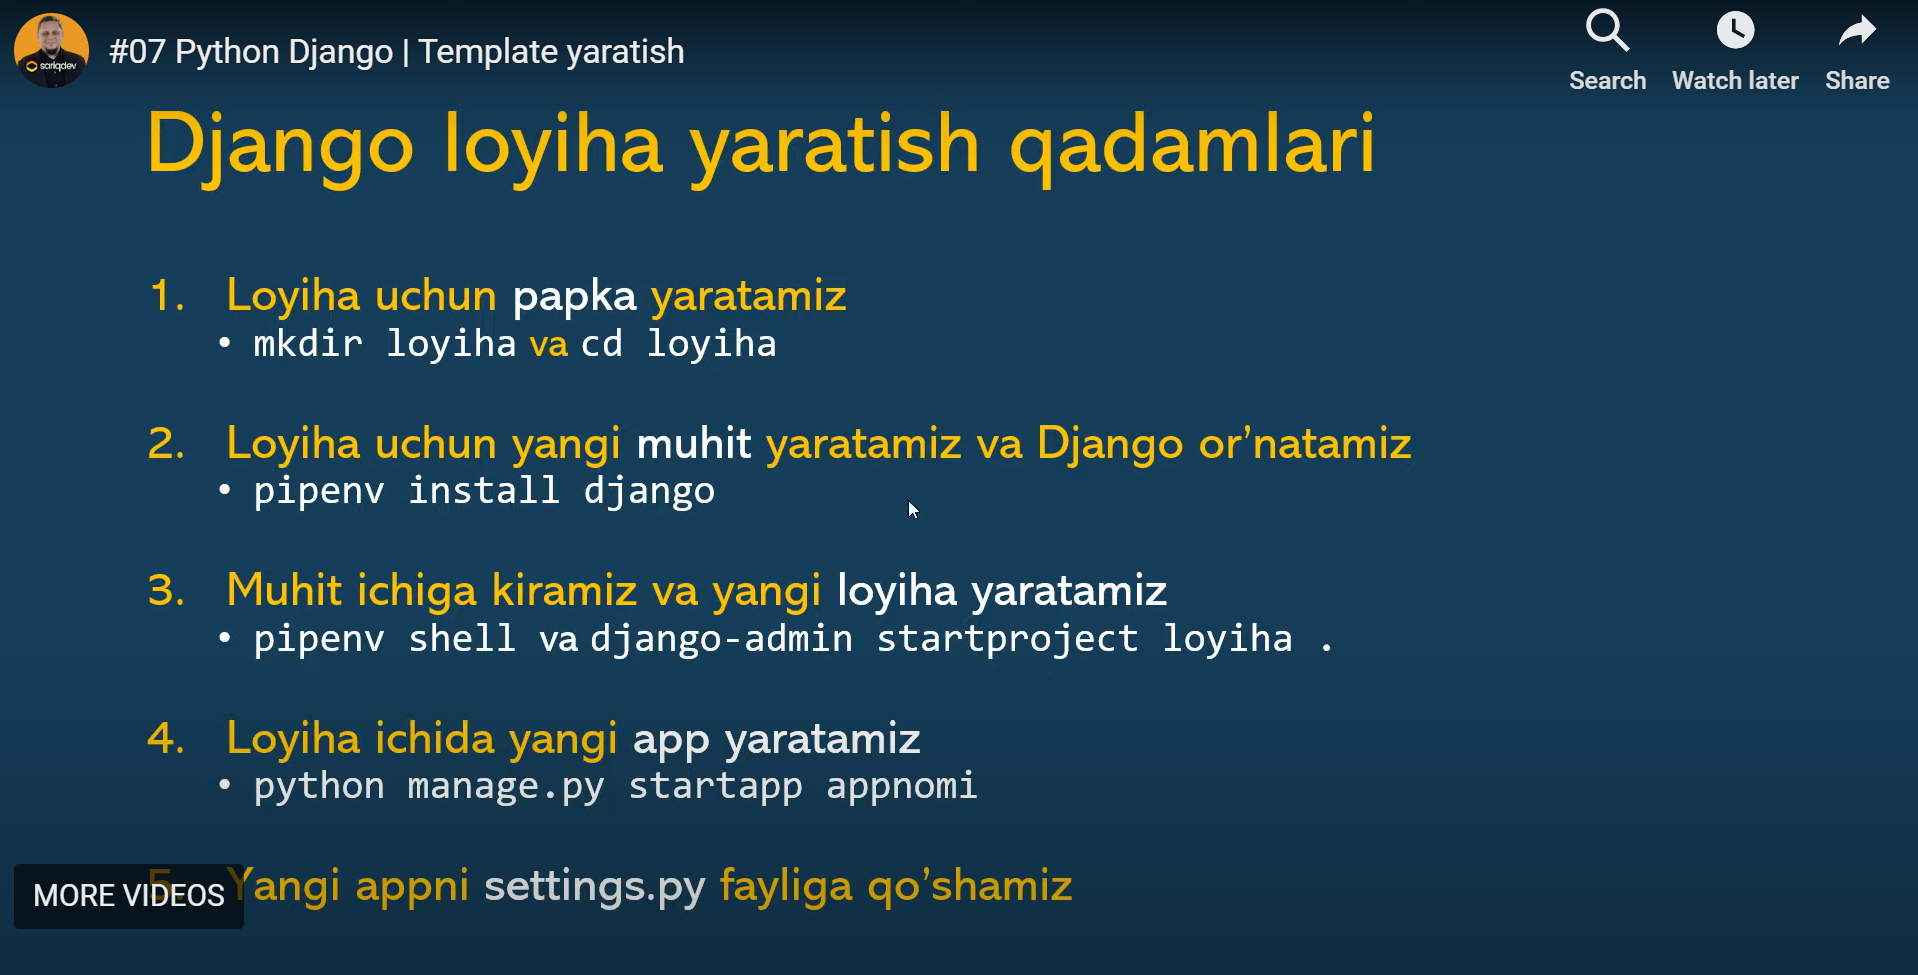 #07 Python Django | Template yaratish
sariqdev
Search
Watch later
Share
Django loyiha yaratish qadamlari
1. Loyiha uchun papka yaratamiz
• mkdir loyiha va cd loyiha
2. Loyiha uchun yangi muhit yaratamiz va Django or’natamiz
• pipenv install django
3. Muhit ichiga kiramiz va yangi loyiha yaratamiz
• pipenv shell va django-admin startproject loyiha .
4. Loyiha ichida yangi app yaratamiz
• python manage.py startapp appnomi
5. Yangi appni settings.py fayliga qo’shamiz
MORE VIDEOS